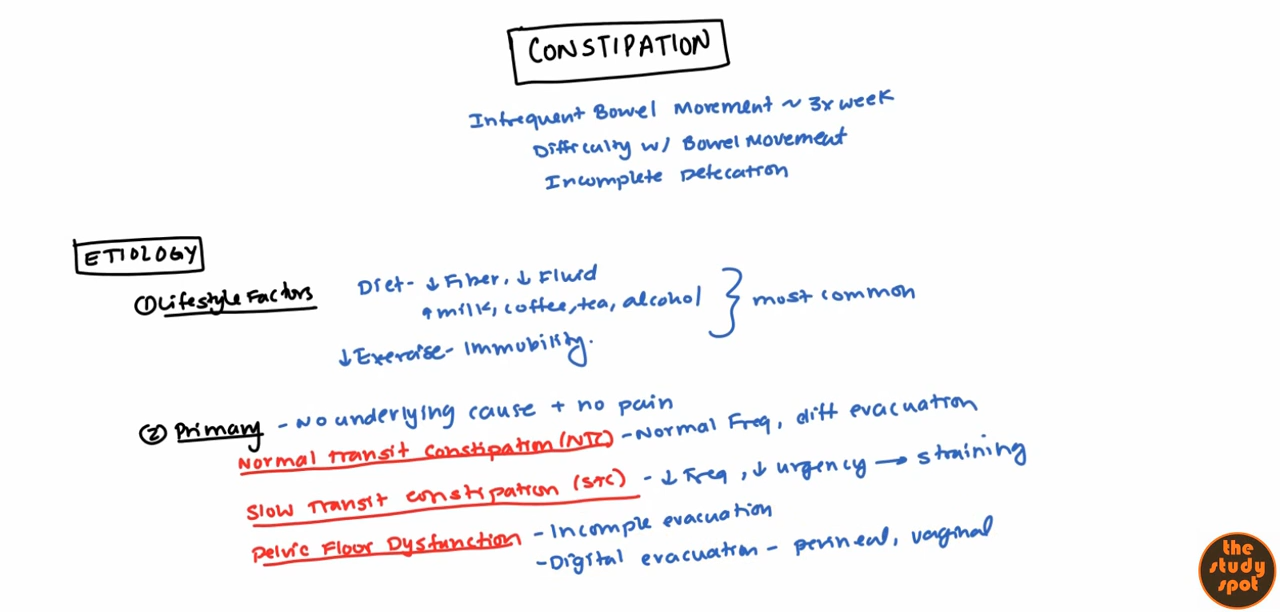 CONSTIPATION
Infrequent Bowel Movement ~ 3x week
Difficulty w/ Bowel Movement
Incomplete Defecation
ETIOLOGY
① Lifestyle Factors
Diet- ↓ Fiber, ↓ Fluid
↑ milk, coffee, tea, alcohol } most common
↓ Exercise- Immobility.
② Primary - No underlying cause + no pain
Normal Transit Constipation (NTC) - Normal Freq, diff evacuation
Slow Transit constipation (STC) - ↓ Freq, ↓ urgency → straining
Pelvic Floor Dysfunction - Incomple evacuation
- Digital evacuation - perineal, vaginal
the
study
spot